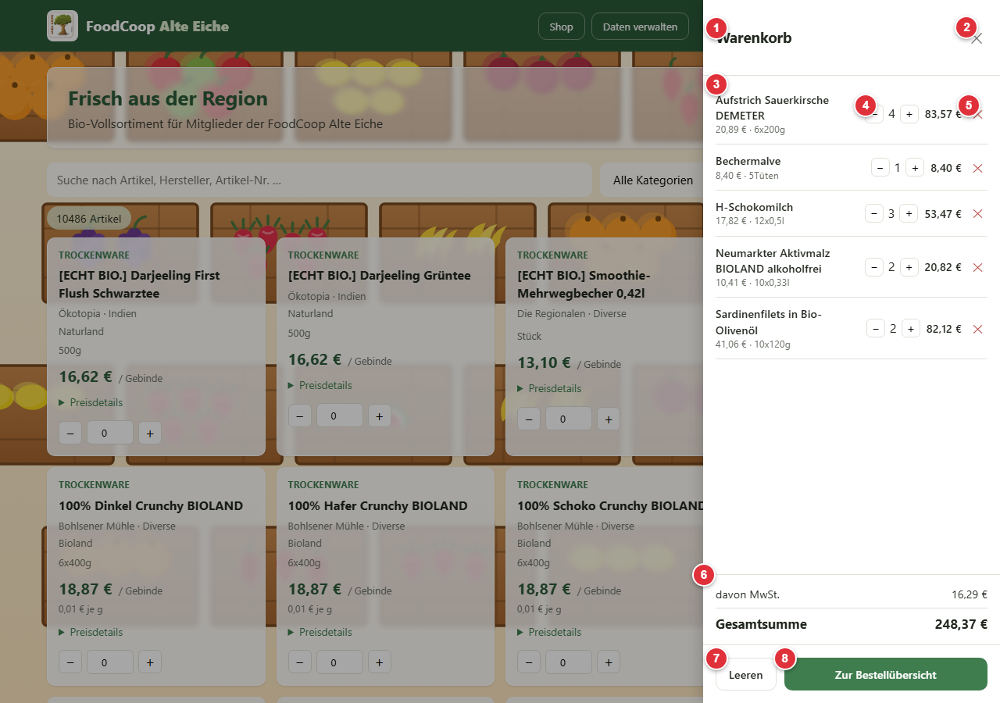 FoodCoop Alte Eiche
Shop
Daten verwalten
Frisch aus der Region
Bio-Vollsortiment für Mitglieder der FoodCoop Alte Eiche
Suche nach Artikel, Hersteller, Artikel-Nr. ...
Alle Kategorien
10486 Artikel
TROCKENWARE
[ECHT BIO.] Darjeeling First
Flush Schwarztee
Ökotopia · Indien
Naturland
500g
16,62 € / Gebinde
Preisdetails
− 0 +
TROCKENWARE
[ECHT BIO.] Darjeeling Grüntee
Ökotopia · Indien
Naturland
500g
16,62 € / Gebinde
Preisdetails
− 0 +
TROCKENWARE
[ECHT BIO.] Smoothie-
Mehrwegbecher 0,42l
Die Regionalen · Diverse
Stück
13,10 € / Gebinde
Preisdetails
− 0 +
TROCKENWARE
100% Dinkel Crunchy BIOLAND
Bohlsener Mühle · Diverse
Bioland
6x400g
18,87 € / Gebinde
0,01 € je g
Preisdetails
− 0 +
TROCKENWARE
100% Hafer Crunchy BIOLAND
Bohlsener Mühle · Diverse
Bioland
6x400g
18,87 € / Gebinde
0,01 € je g
Preisdetails
− 0 +
TROCKENWARE
100% Schoko Crunchy BIOLAND
Bohlsener Mühle · Diverse
Bioland
6x400g
18,87 € / Gebinde
0,01 € je g
Preisdetails
− 0 +
1
2
Warenkorb
3
Aufstrich Sauerkirsche
DEMETER
20,89 € · 6x200g
4
− 4 + 83,57 €
5
Bechermalve
8,40 € · 5Tüten
− 1 + 8,40 €
H-Schokomilch
17,82 € · 12x0,5l
− 3 + 53,47 €
Neumarkter Aktivmalz
BIOLAND alkoholfrei
10,41 € · 10x0,33l
− 2 + 20,82 €
Sardinenfilets in Bio-
Olivenöl
41,06 € · 10x120g
− 2 + 82,12 €
6
davon MwSt. 16,29 €
Gesamtsumme 248,37 €
7
Leeren
8
Zur Bestellübersicht